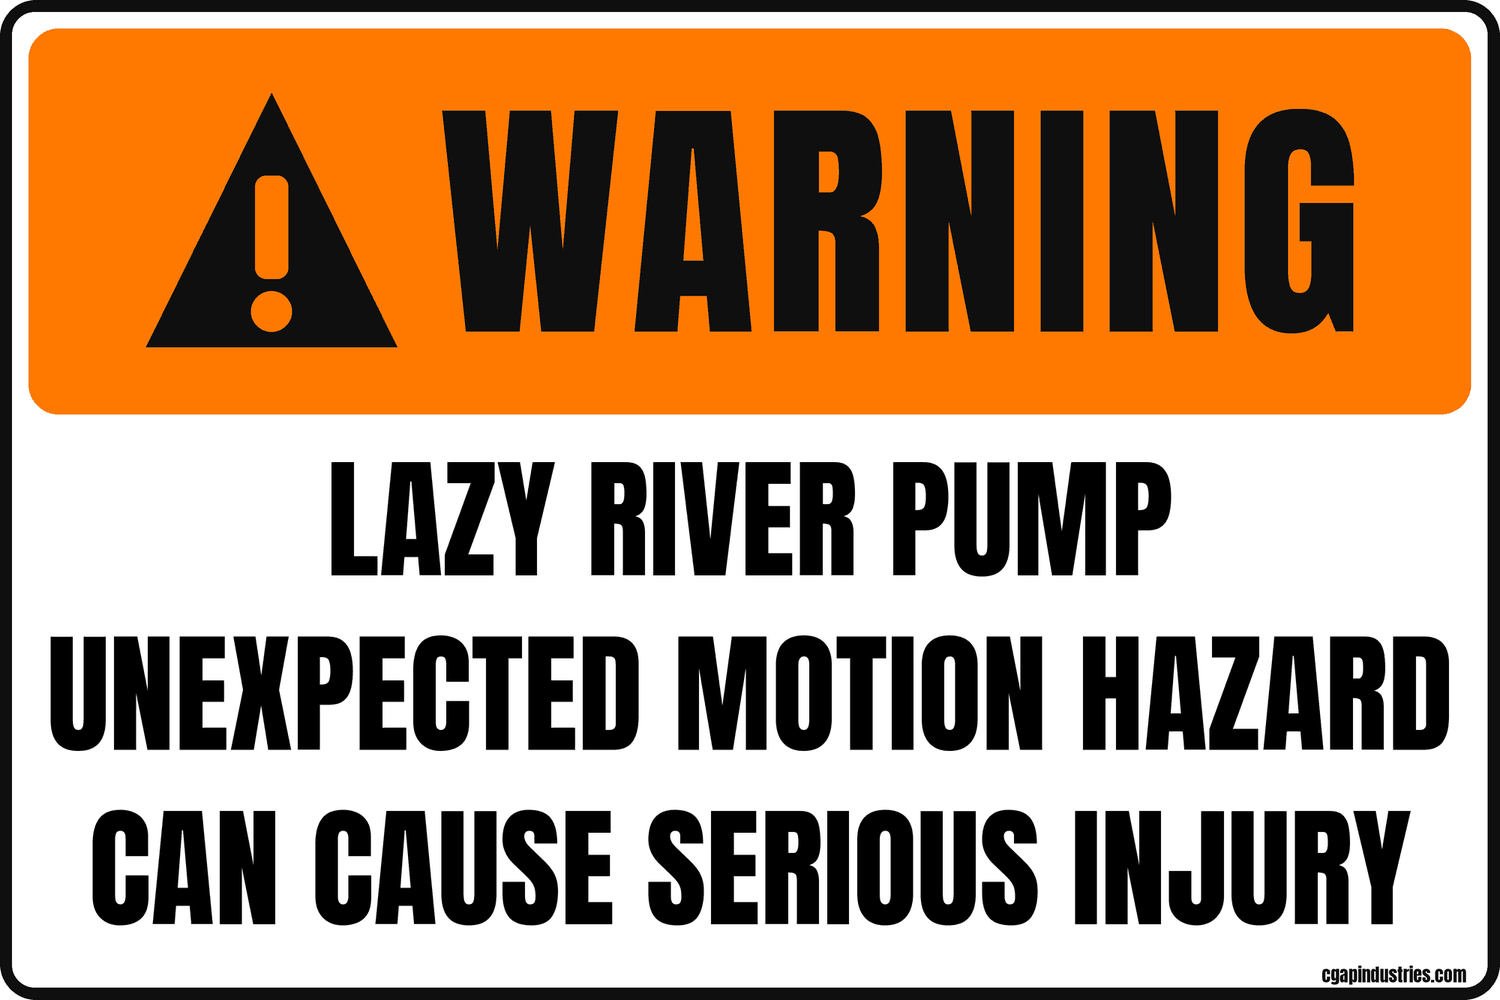 WARNING
LAZY RIVER PUMP
UNEXPECTED MOTION HAZARD
CAN CAUSE SERIOUS INJURY
cgapindustries.com